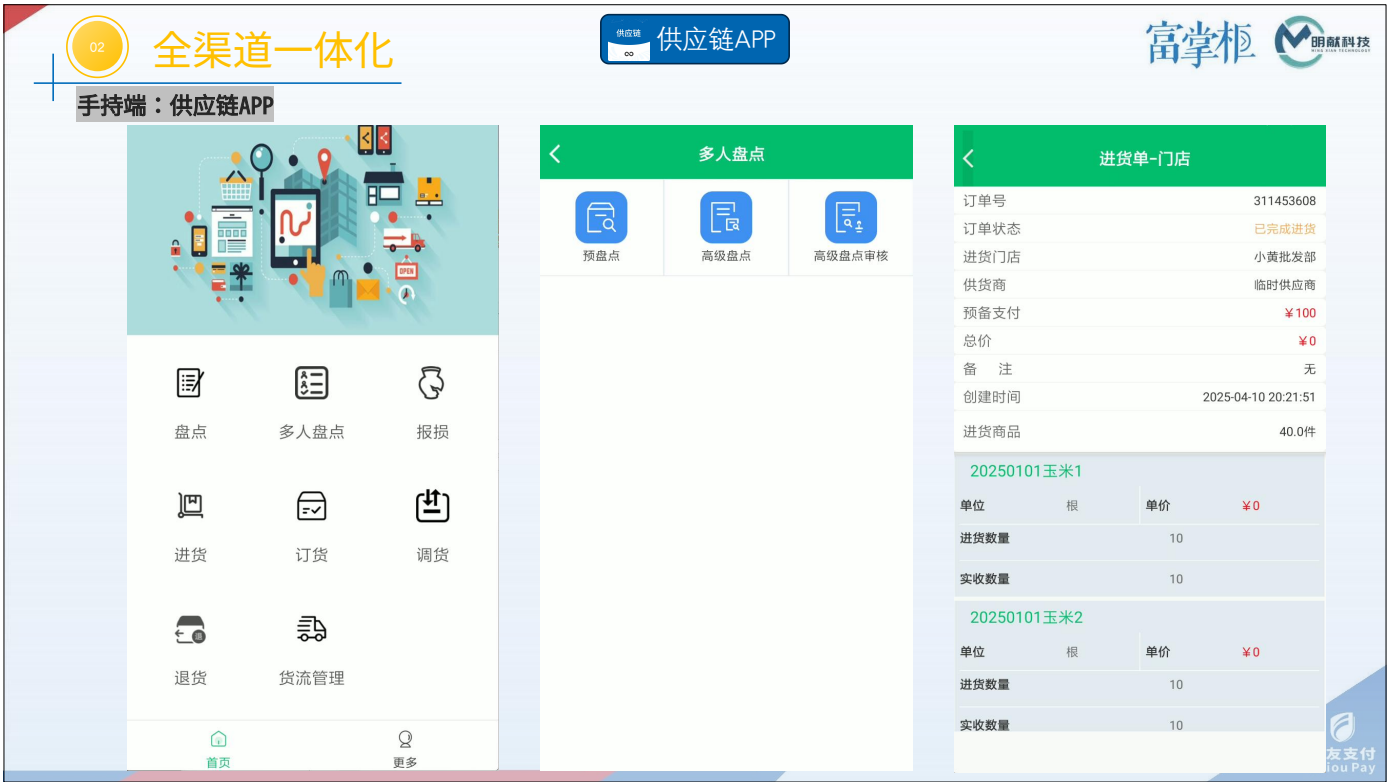 02
全渠道一体化
供应链
供应链APP
富掌柜
明献科技
手持端：供应链APP
OPEN
盘点
多人盘点
报损
进货
订货
调货
退
退货
货流管理
首页
更多
多人盘点
预盘点
高级盘点
高级盘点审核
进货单-门店
订单号 311453608
订单状态 已完成进货
进货门店 小黄批发部
供货商 临时供应商
预备支付 ￥100
总价 ￥0
备 注 无
创建时间 2025-04-10 20:21:51
进货商品 40.0件
20250101玉米1
单位 根 单价 ￥0
进货数量 10
实收数量 10
20250101玉米2
单位 根 单价 ￥0
进货数量 10
实收数量 10
友支付
iou Pay